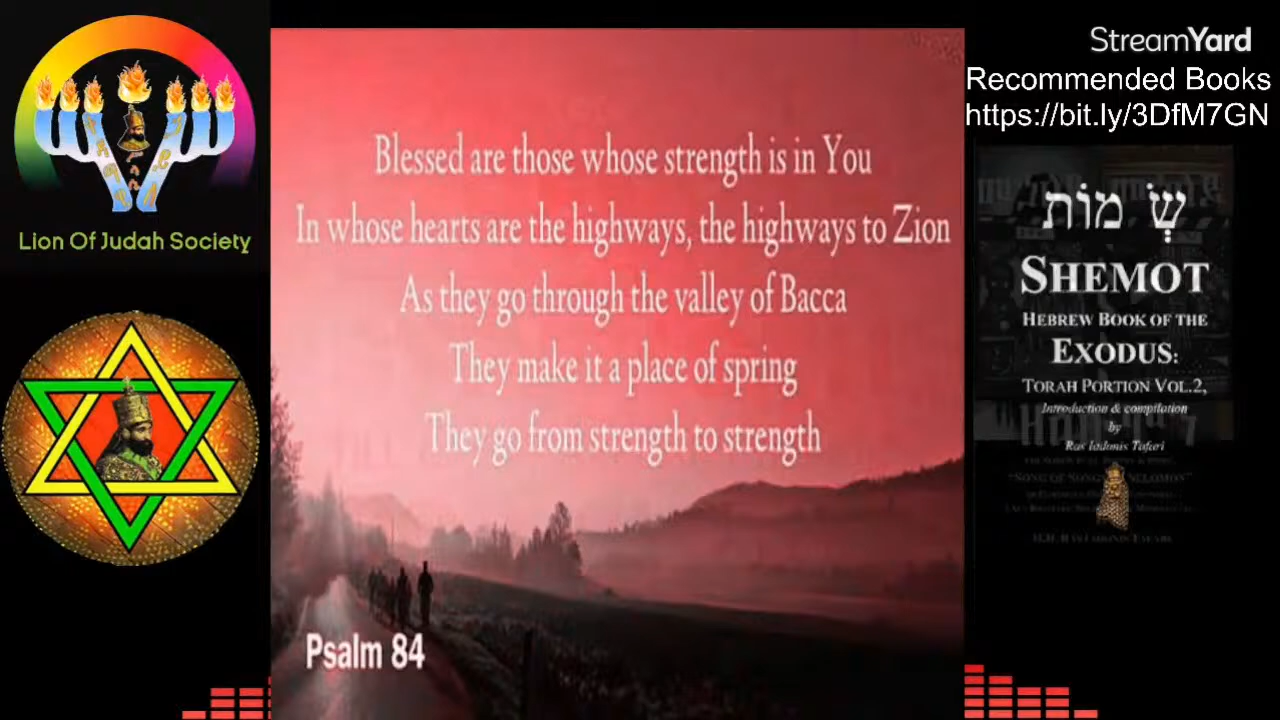 Lion Of Judah Society
Blessed are those whose strength is in You
In whose hearts are the highways, the highways to Zion
As they go through the valley of Bacca
They make it a place of spring
They go from strength to strength
Psalm 84
StreamYard
Recommended Books
https://bit.ly/3DfM7GN
שְׁמוֹת
SHEMOT
HEBREW BOOK OF THE
EXODUS:
TORAH PORTION VOL.2,
Introduction & compilation
by
Ras Iadonis Tafari